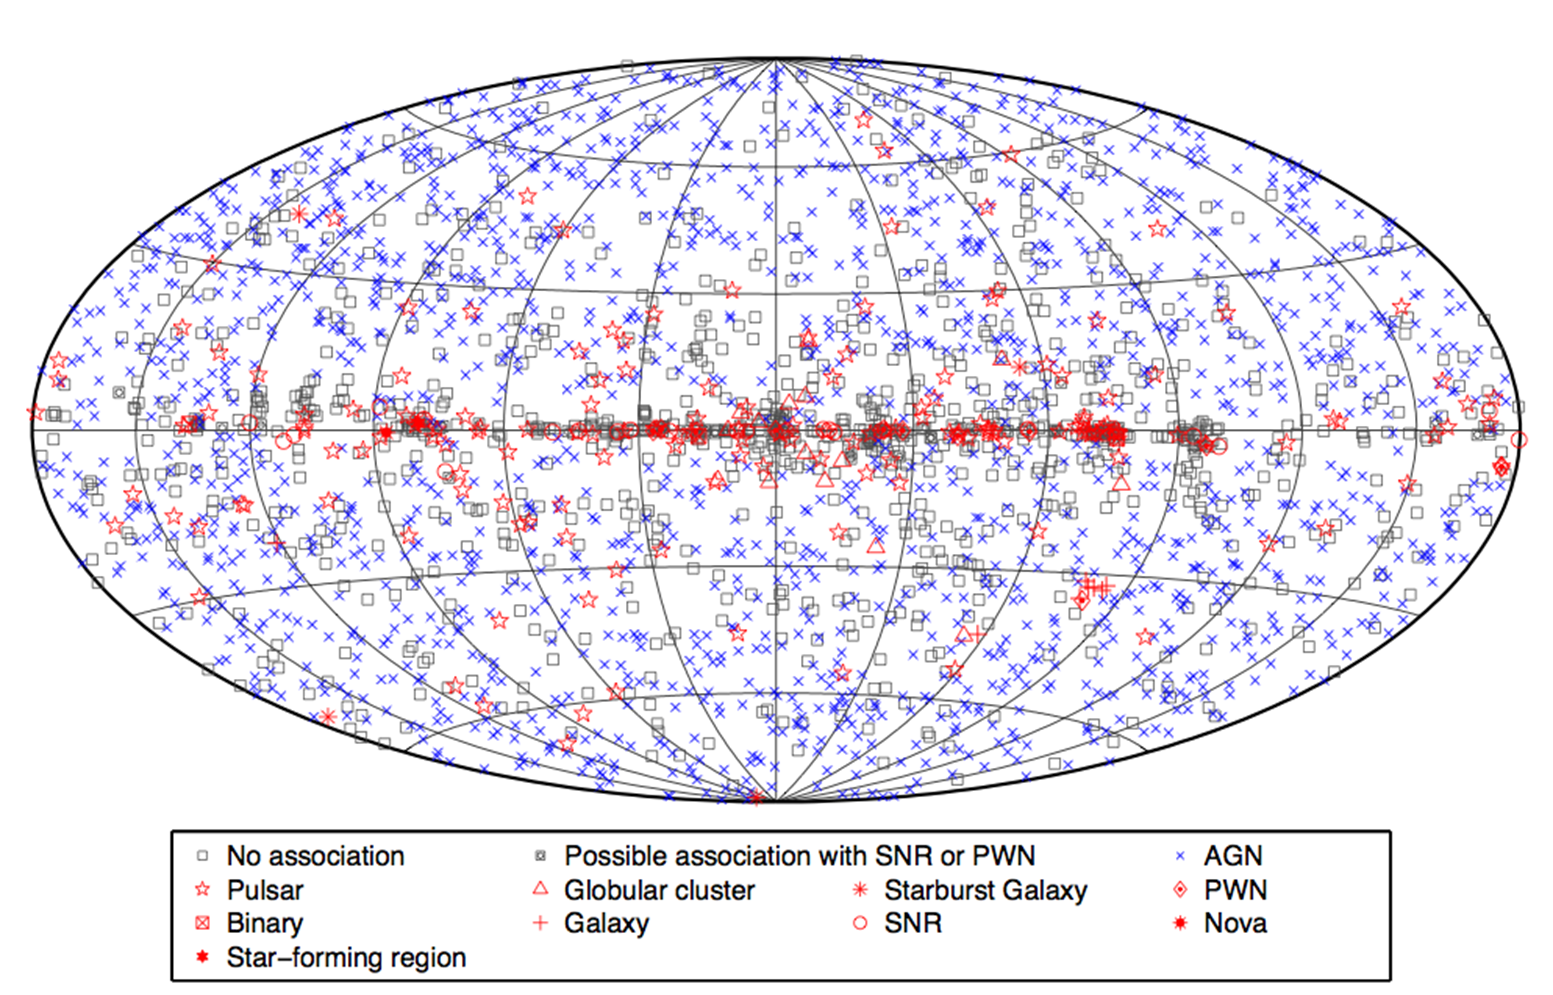 No association Possible association with SNR or PWN AGN
Pulsar Globular cluster Starburst Galaxy PWN
Binary Galaxy SNR Nova
Star−forming region